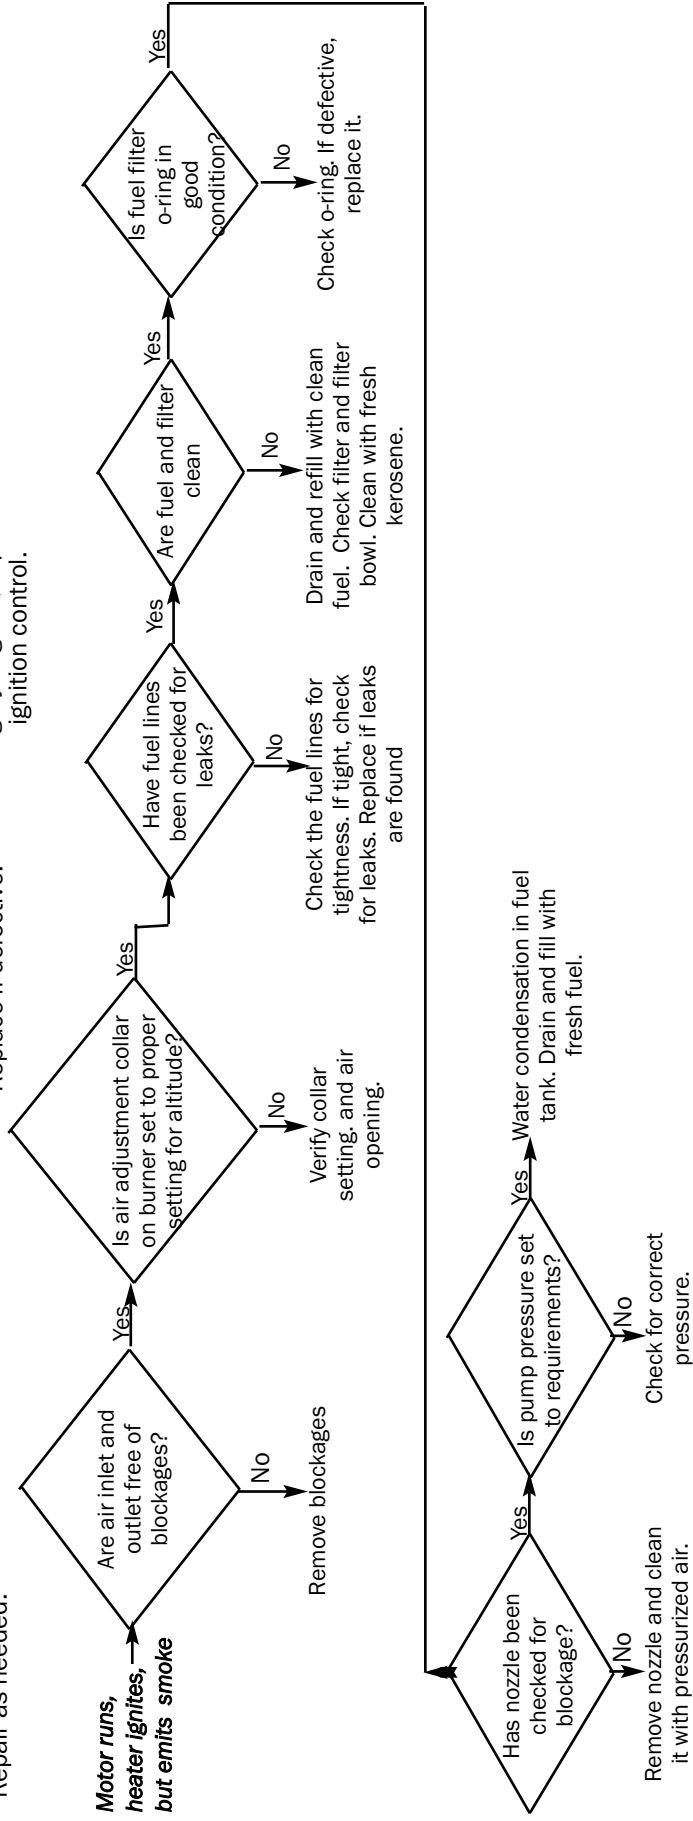 Repair as needed.
ignition control.
Motor runs,
heater ignites,
but emits smoke
Are air inlet and
outlet free of
blockages?
Yes
No
Remove blockages
Is air adjustment collar
on burner set to proper
setting for altitude?
Yes
No
Verify collar
setting. and air
opening.
Have fuel lines
been checked for
leaks?
Yes
No
Check the fuel lines for
tightness. If tight, check
for leaks. Replace if leaks
are found
Are fuel and filter
clean
Yes
No
Drain and refill with clean
fuel. Check filter and filter
bowl. Clean with fresh
kerosene.
Is fuel filter
o-ring in
good
condition?
Yes
No
Check o-ring. If defective,
replace it.
Has nozzle been
checked for
blockage?
Yes
No
Remove nozzle and clean
it with pressurized air.
Is pump pressure set
to requirements?
Yes
No
Check for correct
pressure.
Water condensation in fuel
tank. Drain and fill with
fresh fuel.